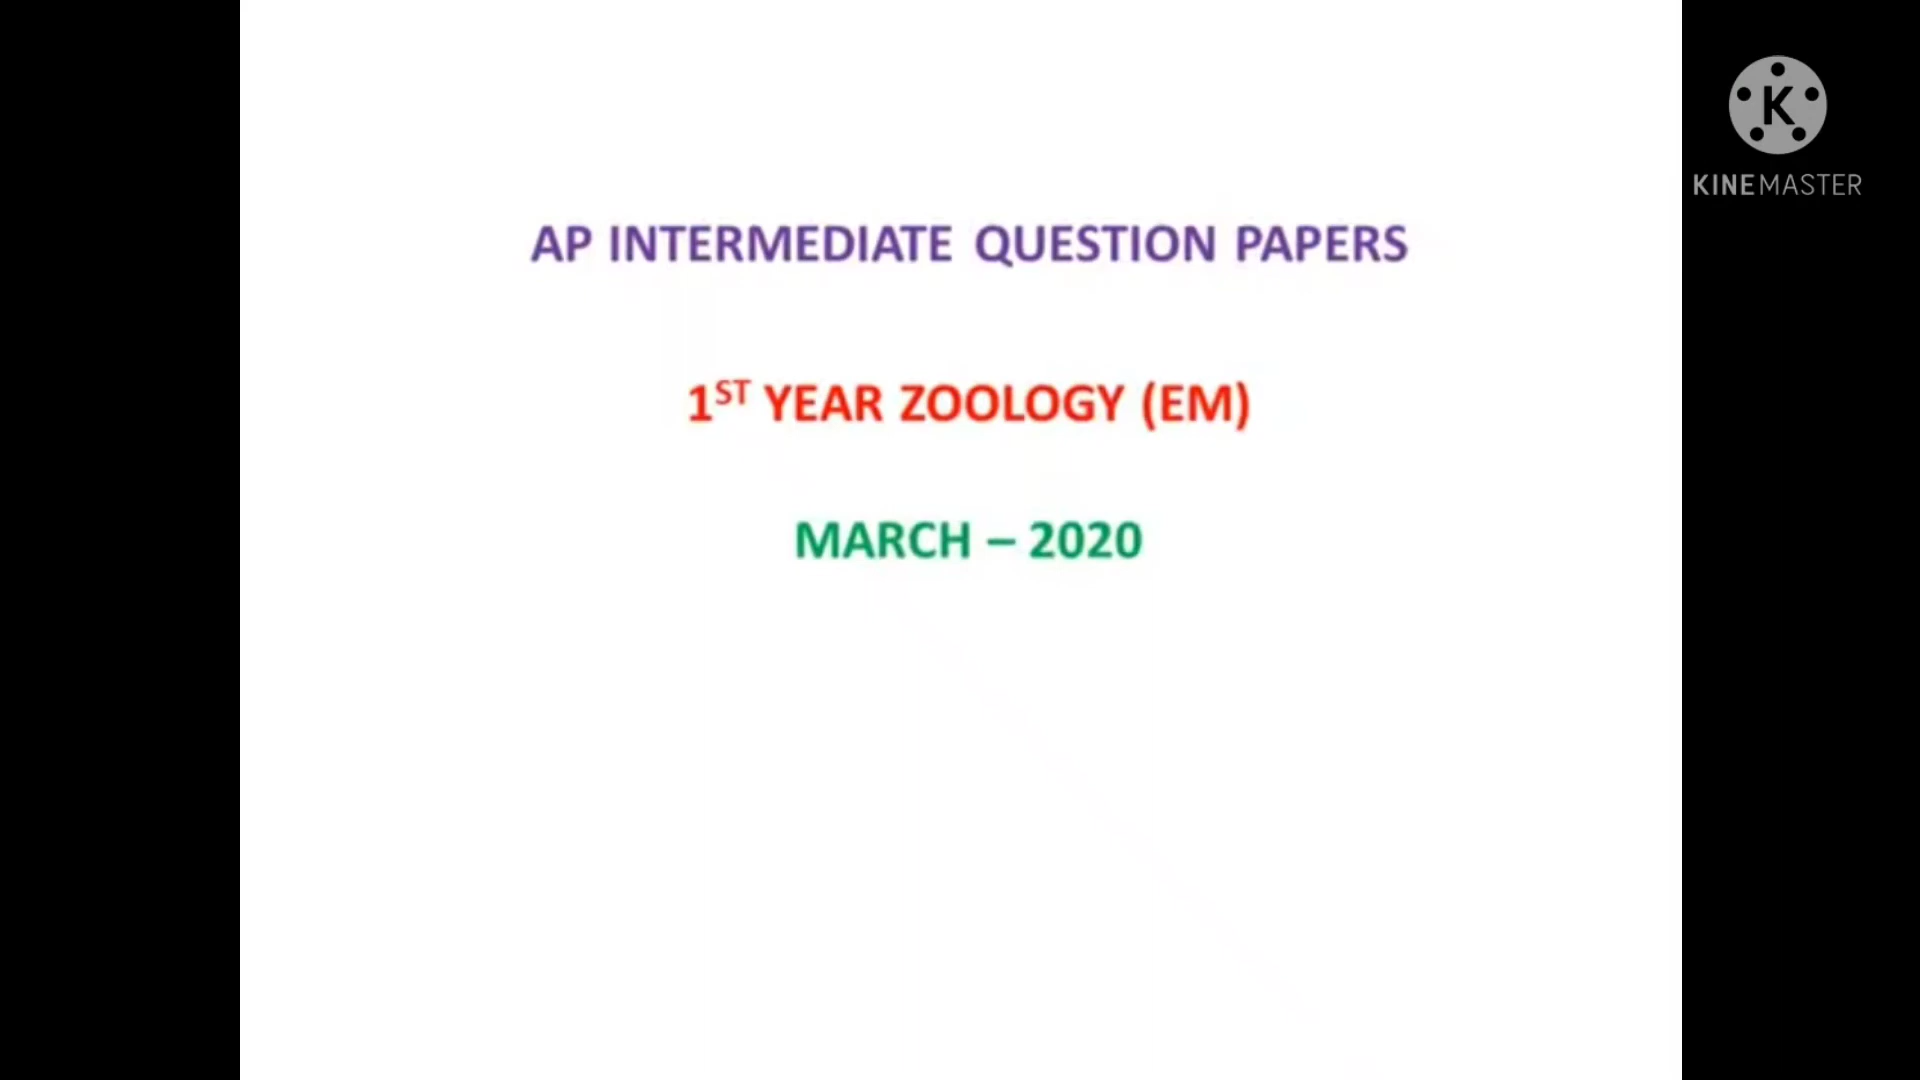 AP INTERMEDIATE QUESTION PAPERS
1ST YEAR ZOOLOGY (EM)
MARCH – 2020
K
KINEMASTER